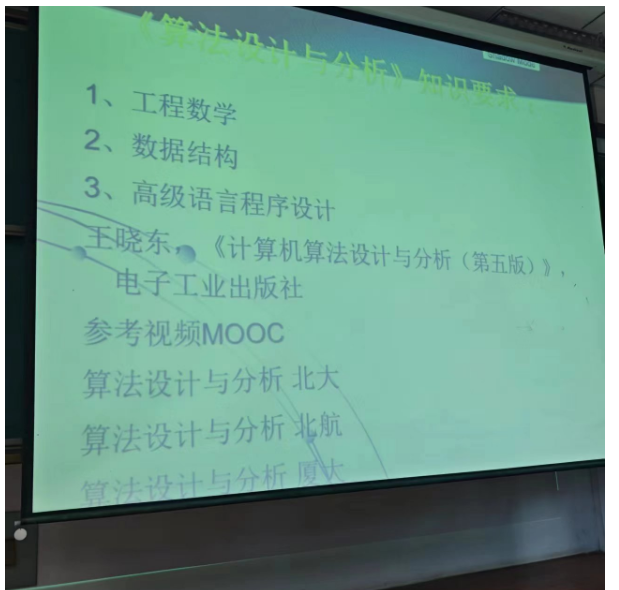 《算法设计与分析》知识要求：
1、工程数学
2、数据结构
3、高级语言程序设计
王晓东，《计算机算法设计与分析（第五版）》，
电子工业出版社
参考视频MOOC
算法设计与分析 北大
算法设计与分析 北航
算法设计与分析 厦大